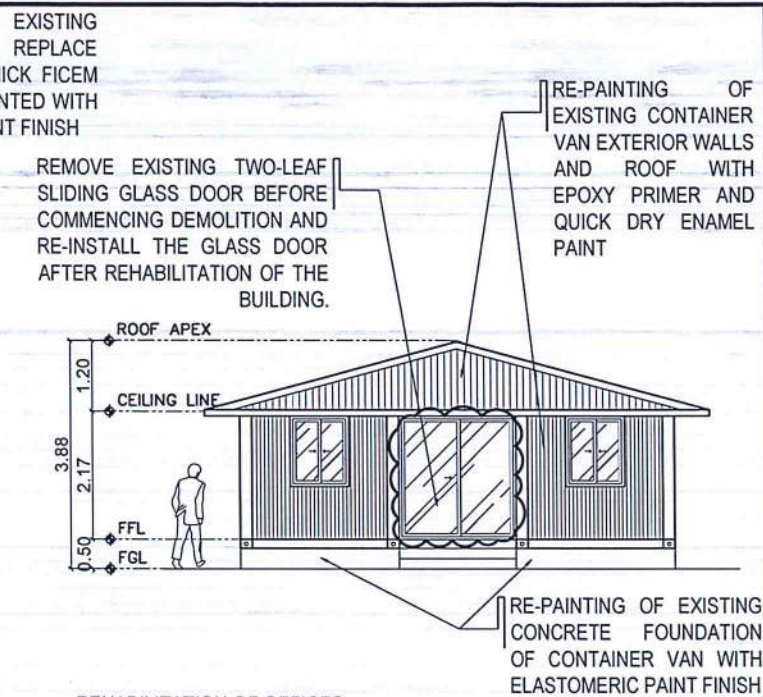 EXISTING
REPLACE
ICK FICEM
NTED WITH
NT FINISH
RE-PAINTING OF
EXISTING CONTAINER
VAN EXTERIOR WALLS
AND ROOF WITH
EPOXY PRIMER AND
QUICK DRY ENAMEL
PAINT
REMOVE EXISTING TWO-LEAF
SLIDING GLASS DOOR BEFORE
COMMENCING DEMOLITION AND
RE-INSTALL THE GLASS DOOR
AFTER REHABILITATION OF THE
BUILDING.
ROOF APEX
1.20
CEILING LINE
3.88
2.17
FFL
0.50
FGL
RE-PAINTING OF EXISTING
CONCRETE FOUNDATION
OF CONTAINER VAN WITH
ELASTOMERIC PAINT FINISH